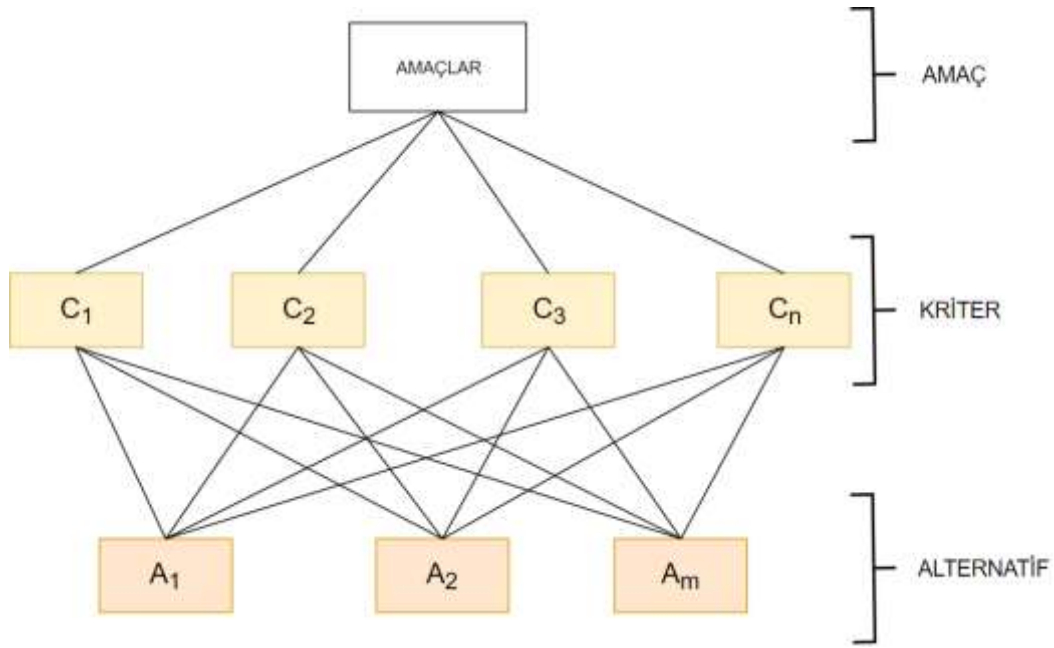 AMAÇLAR
AMAÇ
C1
C2
C3
Cn
KRİTER
A1
A2
Am
ALTERNATİF